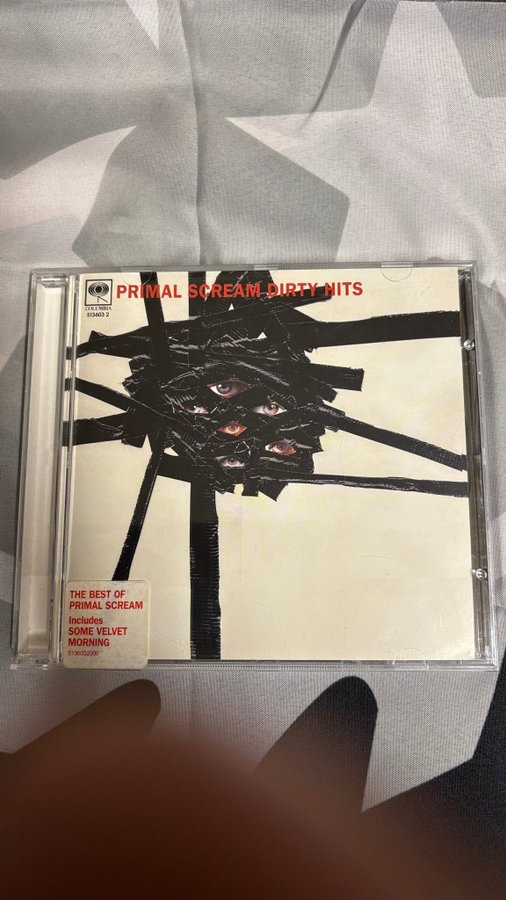 PRIMAL SCREAM DIRTY HITS
COLUMBIA
513603 2
THE BEST OF
PRIMAL SCREAM
Includes
SOME VELVET
MORNING
5136032000